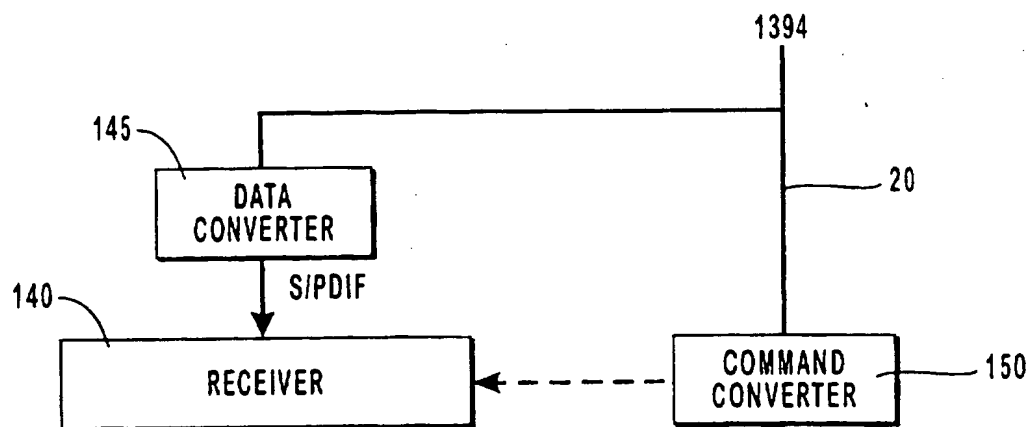 1394
145
DATA
CONVERTER
20
S/PDIF
140
RECEIVER
COMMAND
CONVERTER
150